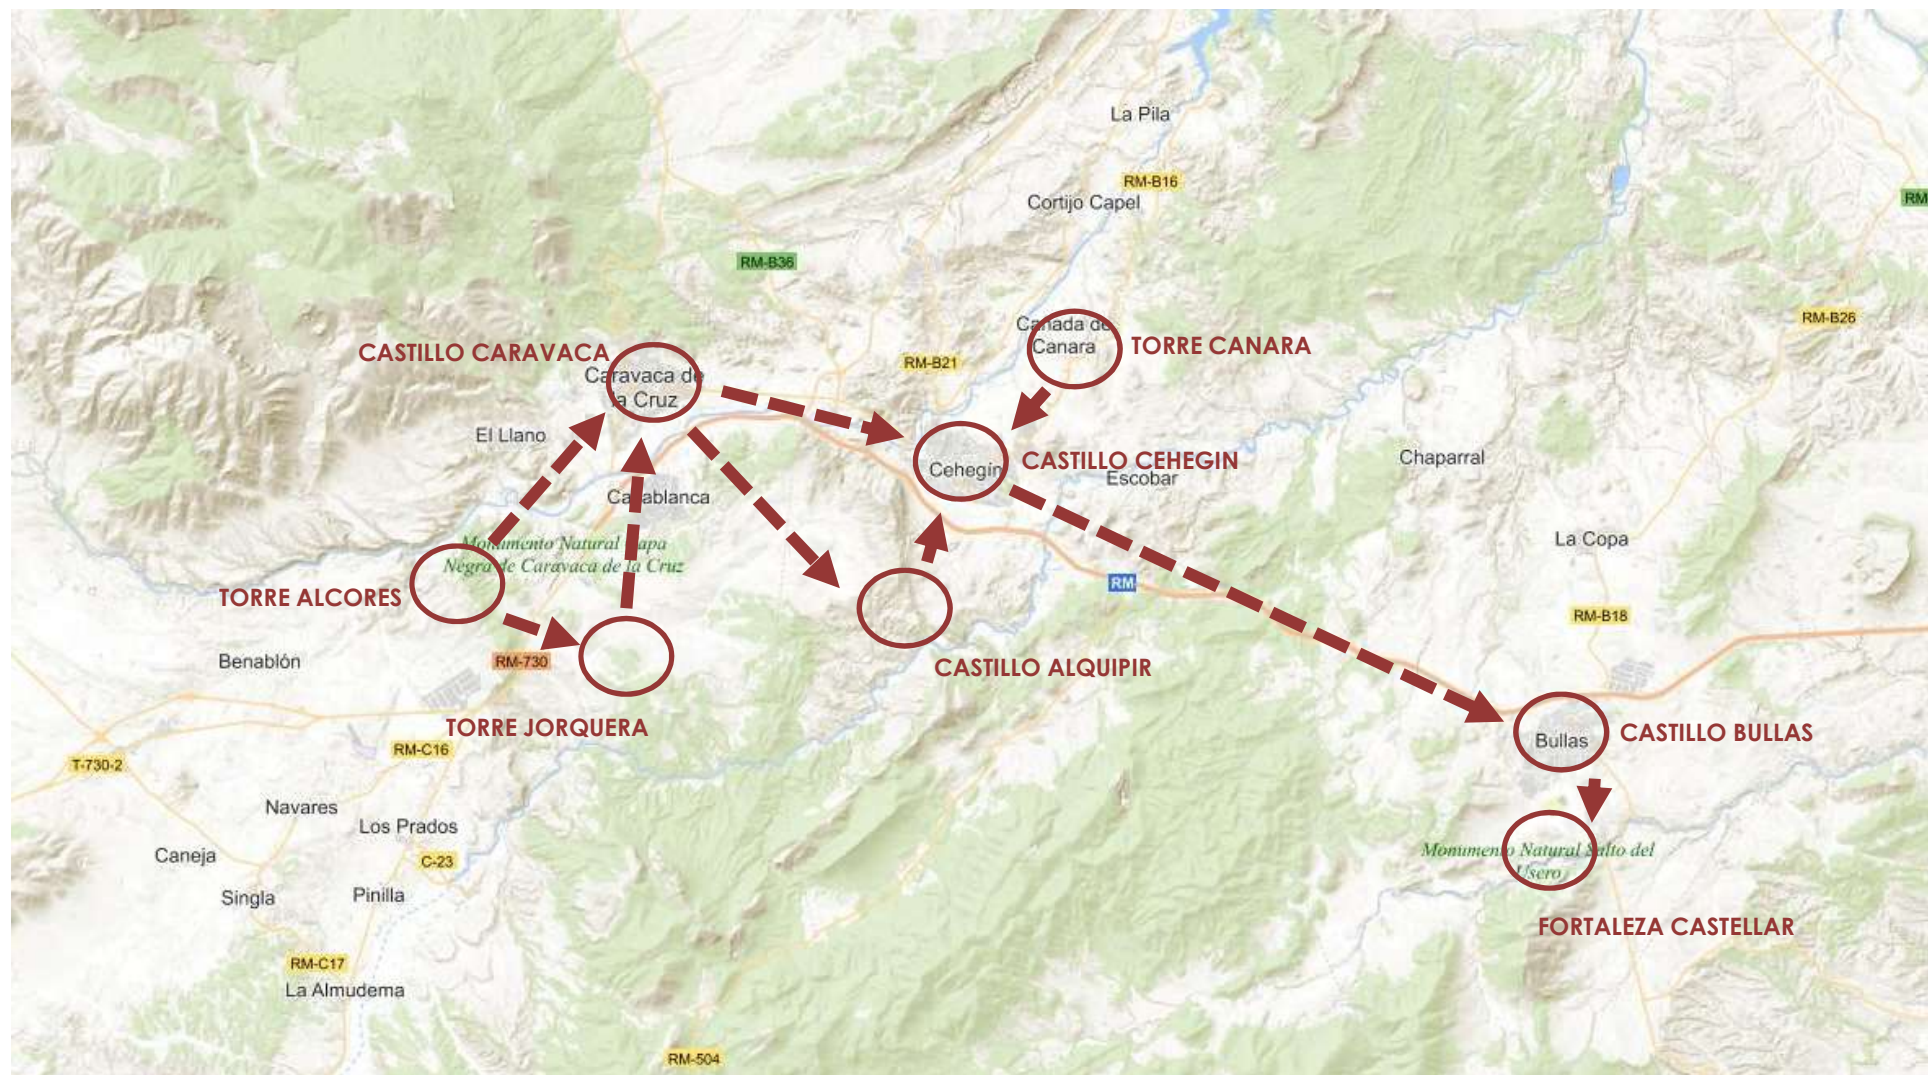 La Pila
RM-B16
Cortijo Capel
RM
RM-B36
RM-B26
Cañada de
Canara
TORRE CANARA
CASTILLO CARAVACA
RM-B21
Caravaca de
la Cruz
El Llano
CASTILLO CEHEGIN
Cehegín
Escobar
Chaparral
Casablanca
La Copa
Monumento Natural Capa
Negra de Caravaca de la Cruz
RM-
TORRE ALCORES
RM-B18
Benablón
RM-730
CASTILLO ALQUIPIR
TORRE JORQUERA
RM-C16
Bullas
CASTILLO BULLAS
T-730-2
Navares
Los Prados
Caneja
C-23
Monumento Natural Salto del
Usero
Singla
Pinilla
FORTALEZA CASTELLAR
RM-C17
La Almudema
RM-504